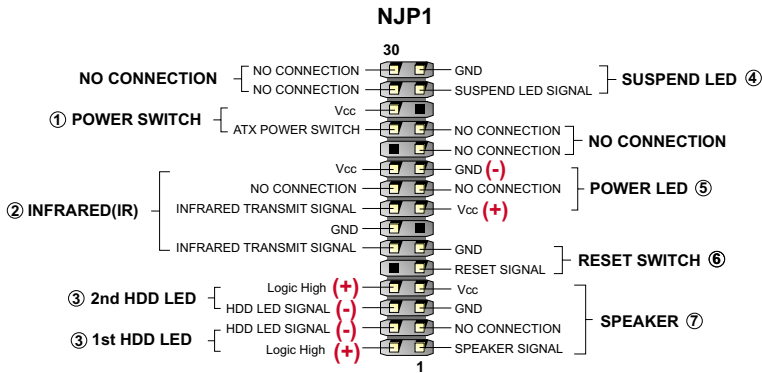 NJP1
30
NO CONNECTION
NO CONNECTION
NO CONNECTION
① POWER SWITCH
Vcc
ATX POWER SWITCH
② INFRARED(IR)
Vcc
NO CONNECTION
INFRARED TRANSMIT SIGNAL
GND
INFRARED TRANSMIT SIGNAL
③ 2nd HDD LED
Logic High (+)
HDD LED SIGNAL (-)
③ 1st HDD LED
HDD LED SIGNAL (-)
Logic High (+)
GND
SUSPEND LED SIGNAL
SUSPEND LED ④
NO CONNECTION
NO CONNECTION
NO CONNECTION
GND (-)
NO CONNECTION
Vcc (+)
POWER LED ⑤
GND
RESET SIGNAL
RESET SWITCH ⑥
Vcc
GND
NO CONNECTION
SPEAKER SIGNAL
SPEAKER ⑦
1